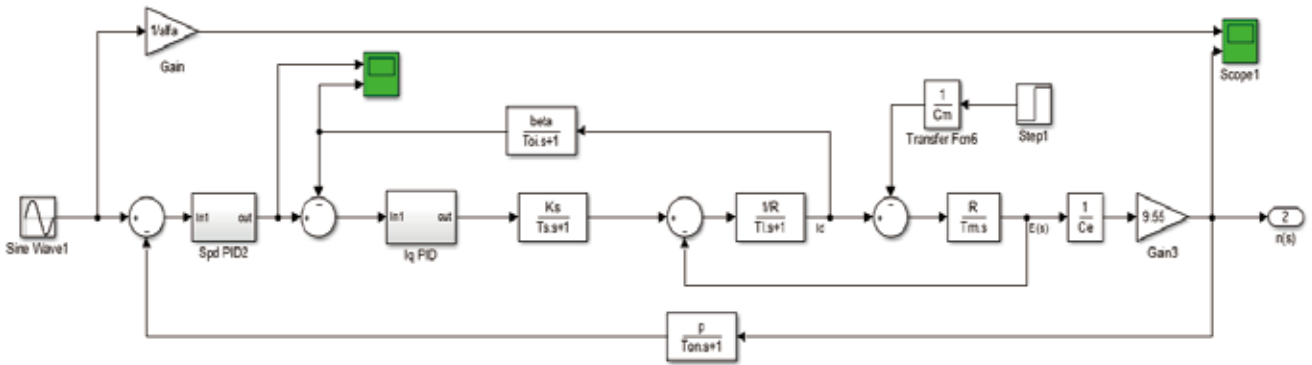 1/alfa
Gain
Scope1
1
Cm
Transfer Fcn6
Step1
beta
Toi.s+1
Sine Wave1
In1 out
Spd PID2
In1 out
Iq PID
Ks
Ts.s+1
1/R
Tl.s+1
Ic
R
Tm.s
E(s)
1
Ce
9.55
Gain3
2
n(s)
p
Ton.s+1